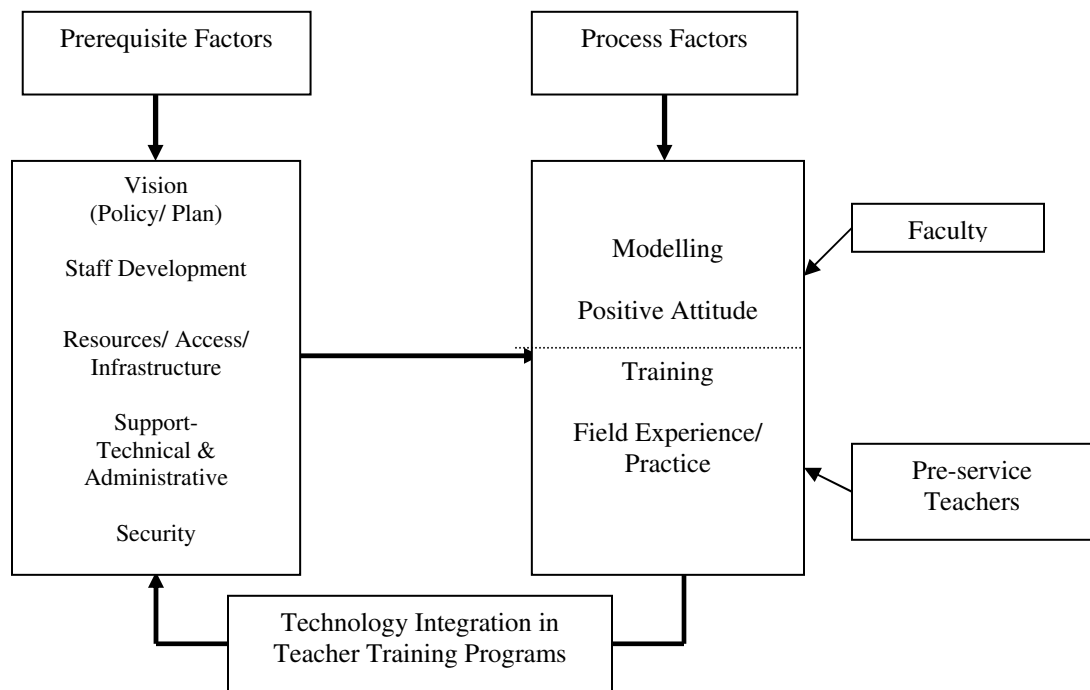 Prerequisite Factors
Process Factors
Vision
(Policy/ Plan)
Staff Development
Resources/ Access/
Infrastructure
Support-
Technical &
Administrative
Security
Modelling
Positive Attitude
Training
Field Experience/
Practice
Faculty
Pre-service
Teachers
Technology Integration in
Teacher Training Programs